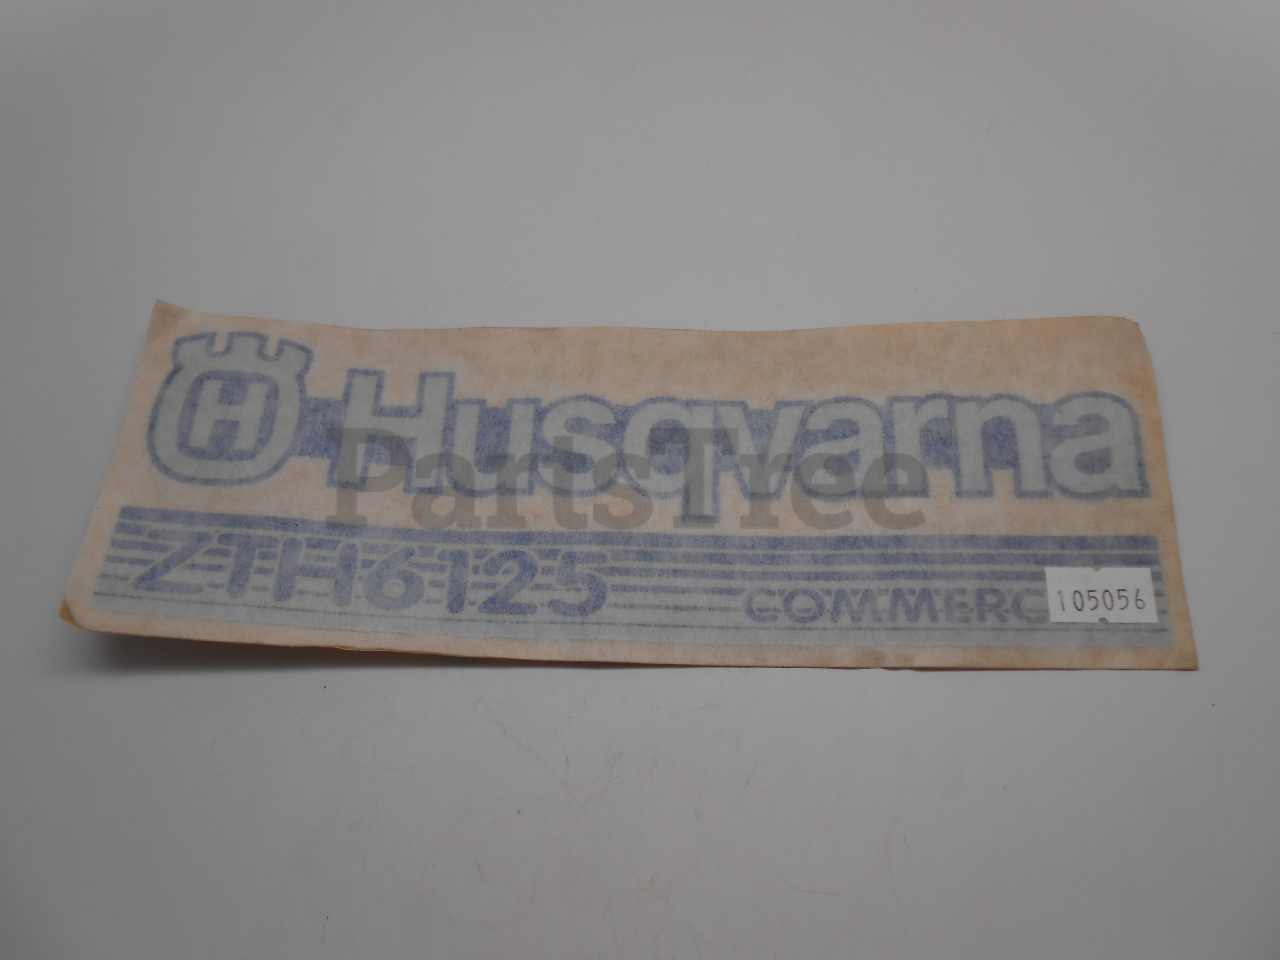 H Husqvarna
PartsTree
ZTH6125
COMMERC
105056